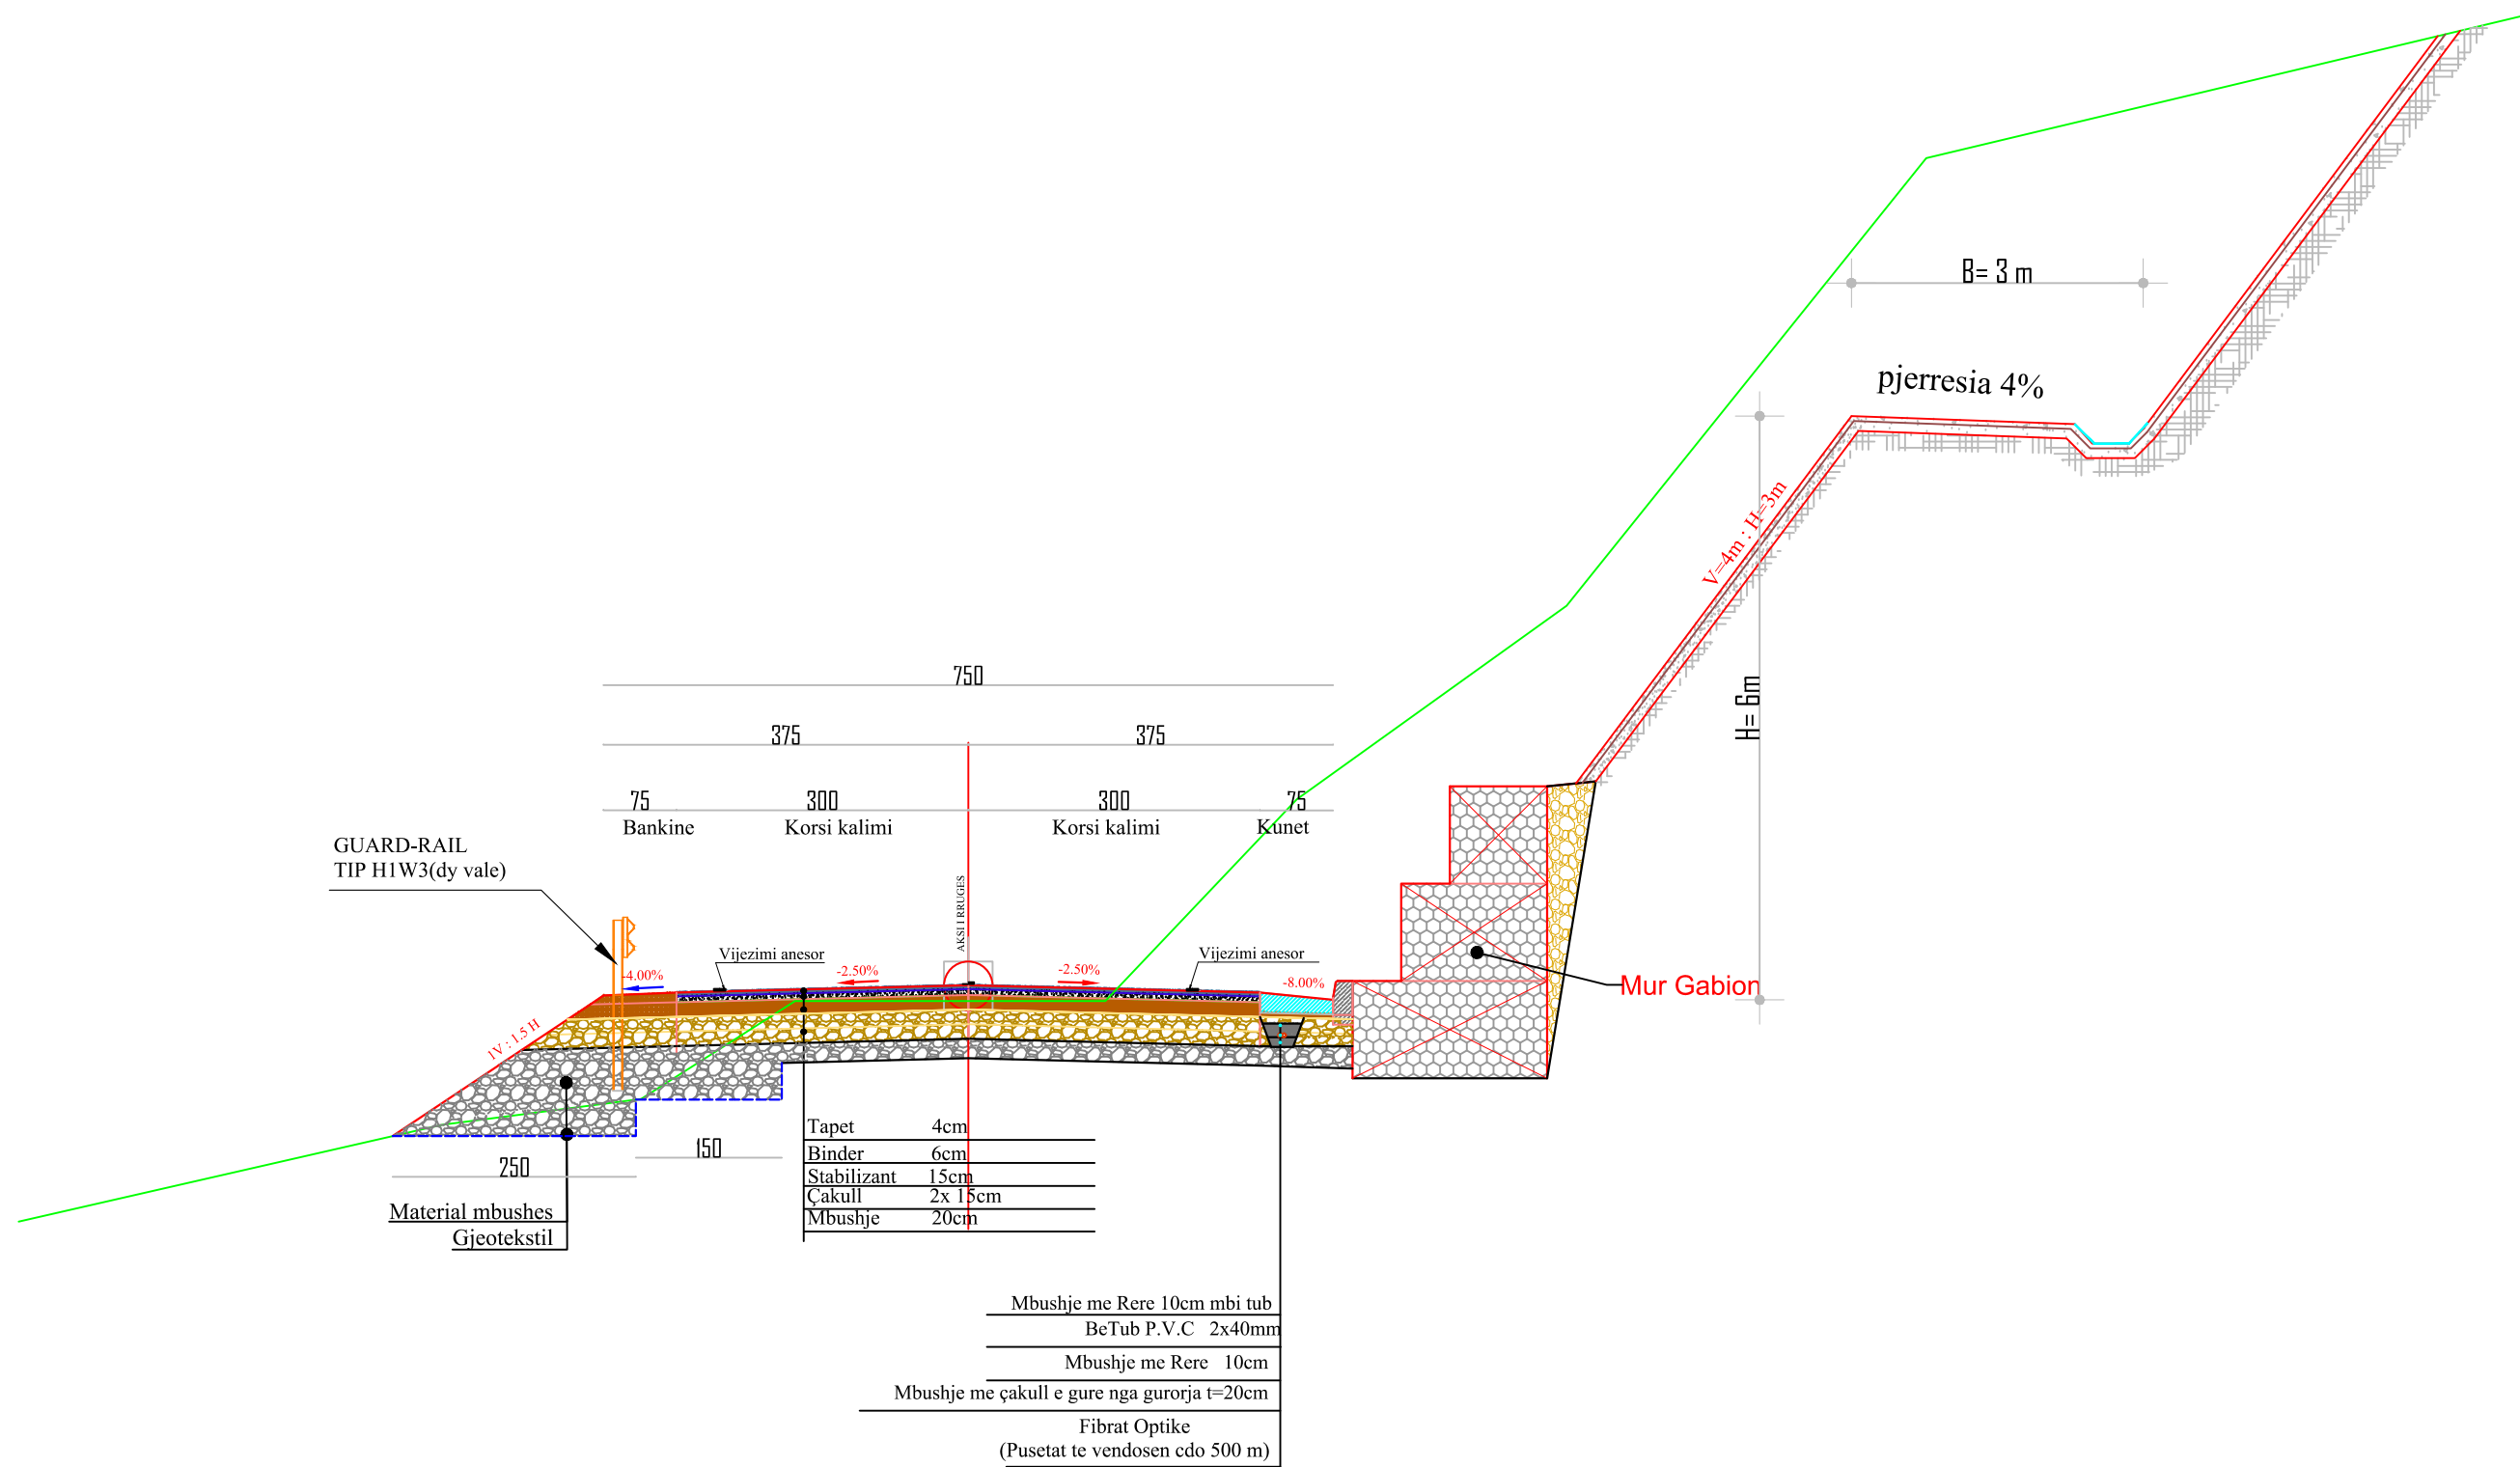 B= 3 m
pjerresia 4%
V=4m : H=3m
H= 6m
750
375 375
75 300 300 75
Bankine Korsi kalimi Korsi kalimi Kunet
GUARD-RAIL
TIP H1W3(dy vale)
AKSI I RRUGES
Vijezimi anesor Vijezimi anesor
-4.00% -2.50% -2.50% -8.00%
Mur Gabion
1V : 1.5 H
Tapet 4cm
Binder 6cm
Stabilizant 15cm
Çakull 2x 15cm
Mbushje 20cm
150
250
Material mbushes
Gjeotekstil
Mbushje me Rere 10cm mbi tub
BeTub P.V.C 2x40mm
Mbushje me Rere 10cm
Mbushje me çakull e gure nga gurorja t=20cm
Fibrat Optike
(Pusetat te vendosen cdo 500 m)